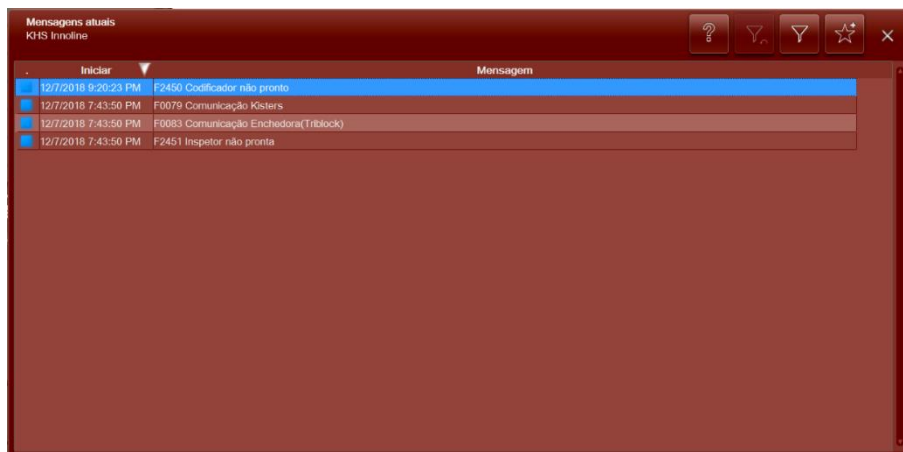 Mensagens atuais
KHS Innoline
?
. Iniciar Mensagem
12/7/2018 9:20:23 PM F2450 Codificador não pronto
12/7/2018 7:43:50 PM F0079 Comunicação Kisters
12/7/2018 7:43:50 PM F0083 Comunicação Enchedora(Triblock)
12/7/2018 7:43:50 PM F2451 Inspetor não pronta